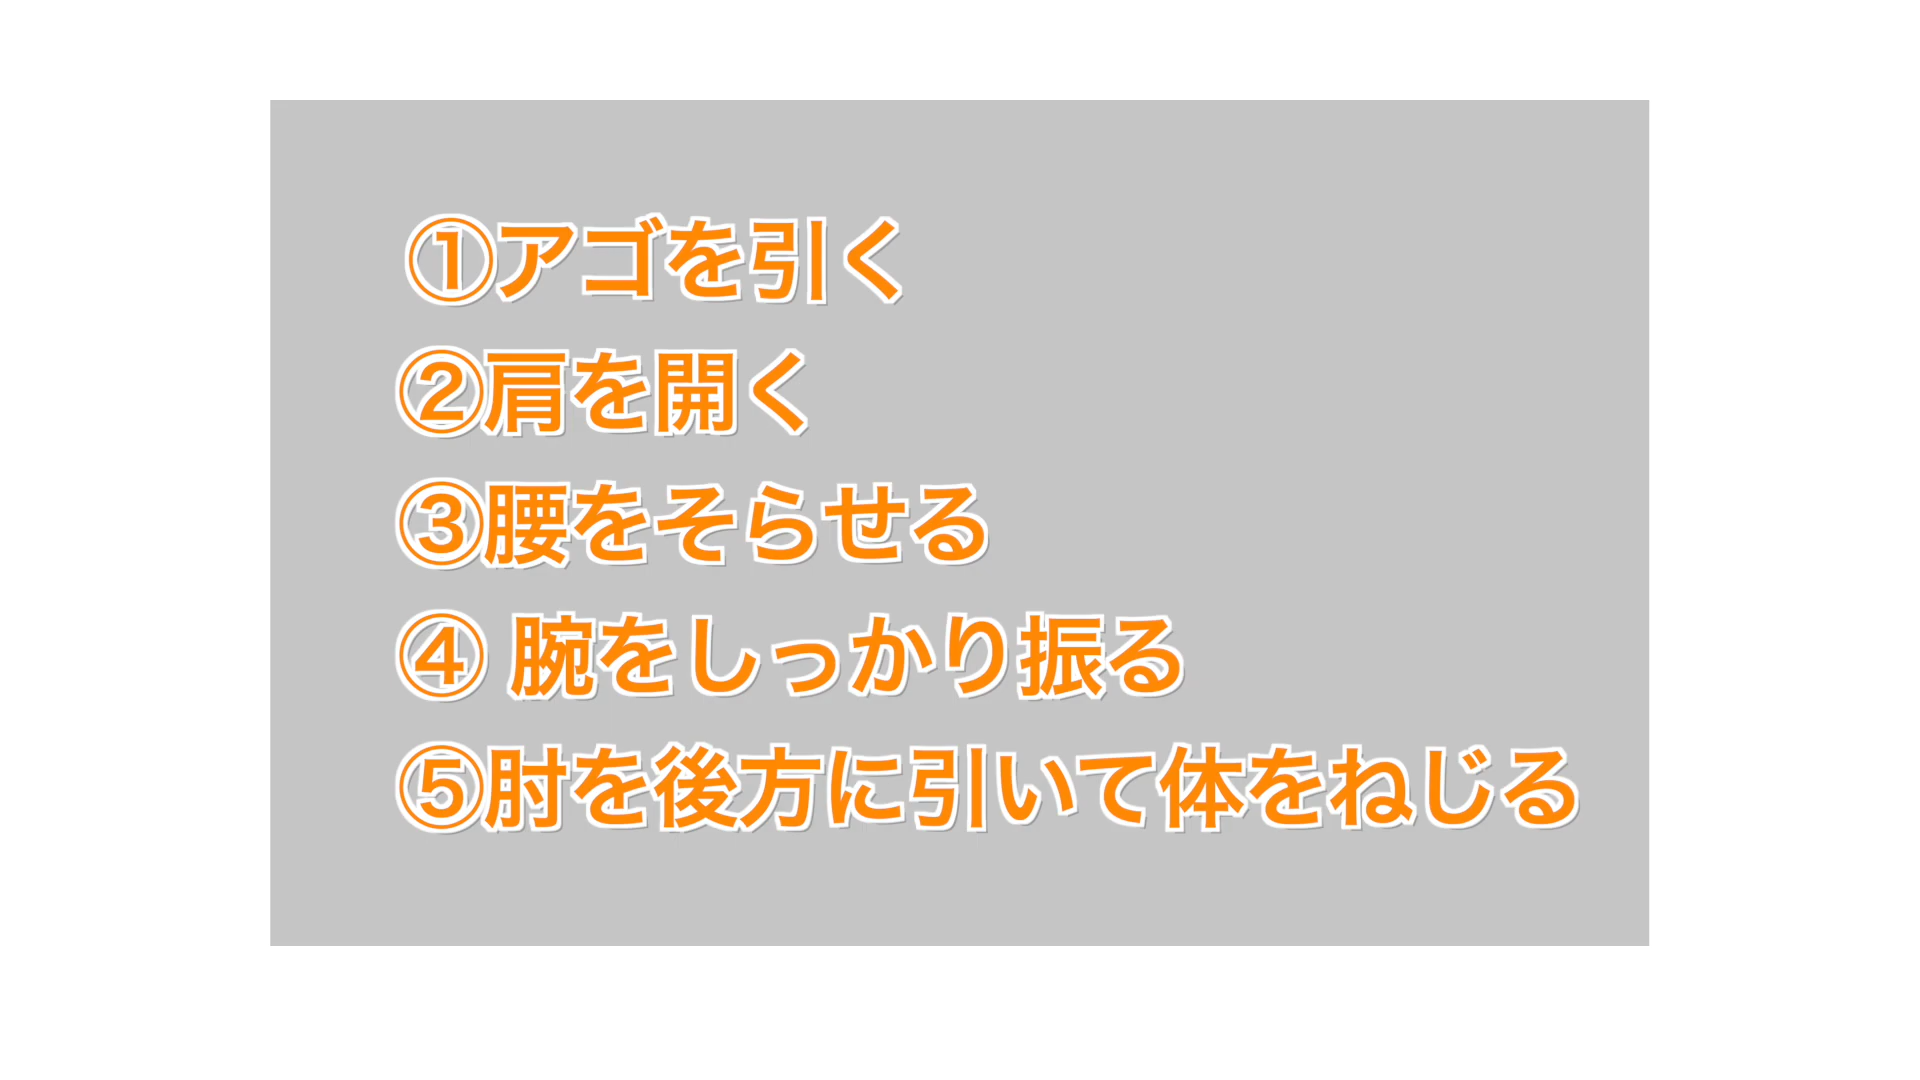 ①アゴを引く
②肩を開く
③腰をそらせる
④ 腕をしっかり振る
⑤肘を後方に引いて体をねじる